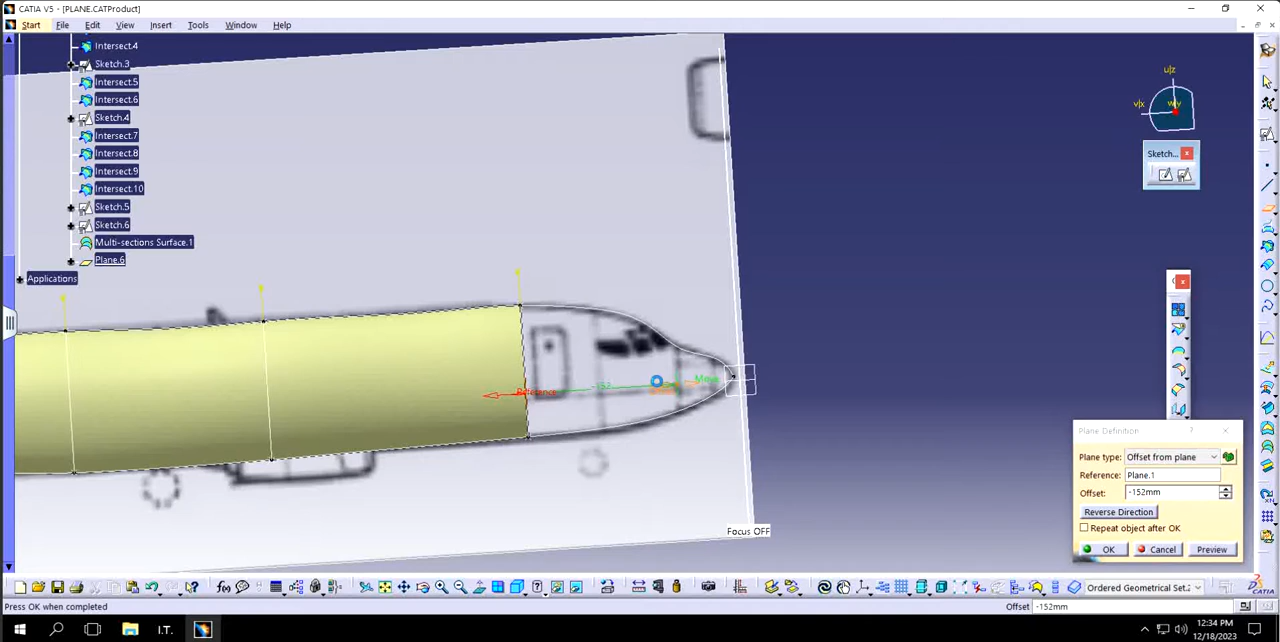 CATIA V5 - [PLANE.CATProduct]
Start File Edit View Insert Tools Window Help
Intersect.4
Sketch.3
Intersect.5
Intersect.6
Sketch.4
Intersect.7
Intersect.8
Intersect.9
Intersect.10
Sketch.5
Sketch.6
Multi-sections Surface.1
Plane.6
Applications
u|z
v|x
w|y
Sketch...
Reference
-152
Move
Focus OFF
Plane Definition
Plane type: Offset from plane
Reference: Plane.1
Offset: -152mm
Reverse Direction
Repeat object after OK
OK Cancel Preview
Ordered Geometrical Set.2
CATIA
Press OK when completed
Offset -152mm
I.T.
12:34 PM
12/18/2023